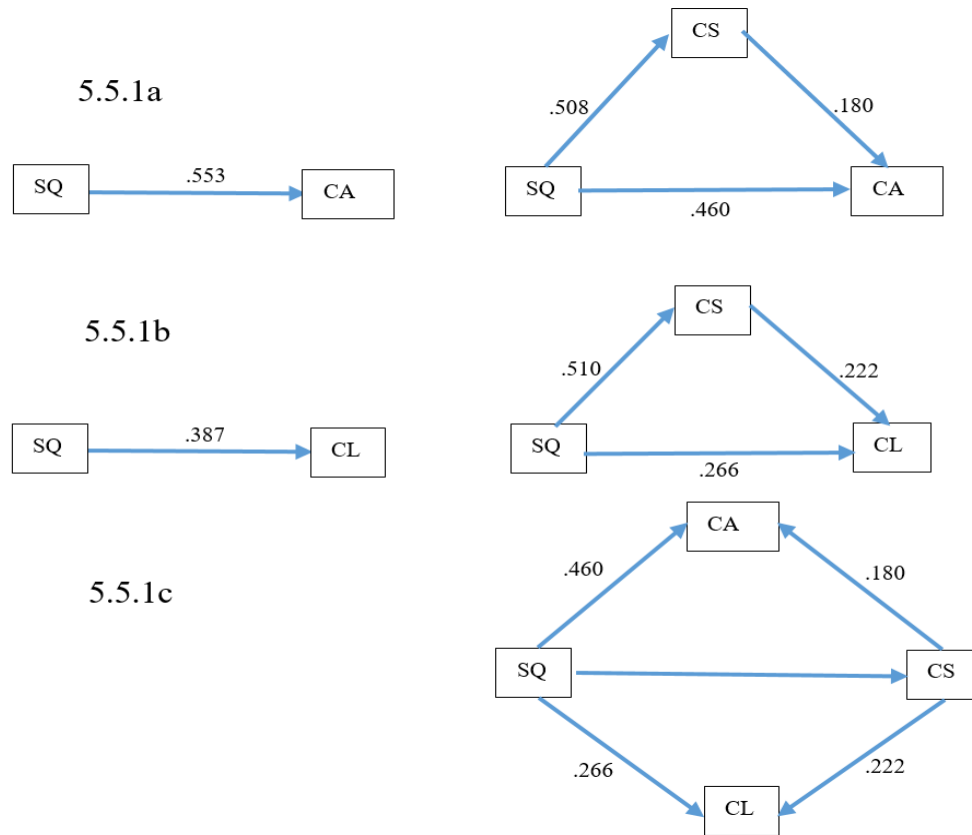 CS
5.5.1a
.508
.180
.553
SQ
CA
SQ
CA
.460
CS
5.5.1b
.510
.222
.387
SQ
CL
SQ
CL
.266
CA
.460
.180
5.5.1c
SQ
CS
.266
.222
CL